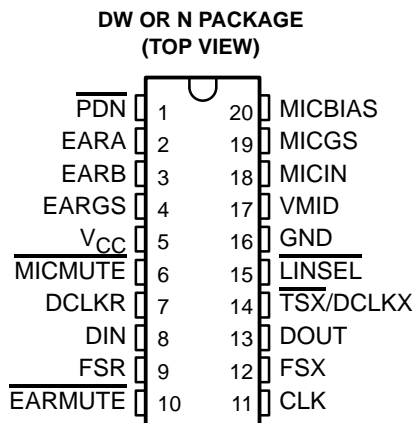 DW OR N PACKAGE
(TOP VIEW)
PDN 1 20 MICBIAS
EARA 2 19 MICGS
EARB 3 18 MICIN
EARGS 4 17 VMID
VCC 5 16 GND
MICMUTE 6 15 LINSEL
DCLKR 7 14 TSX/DCLKX
DIN 8 13 DOUT
FSR 9 12 FSX
EARMUTE 10 11 CLK